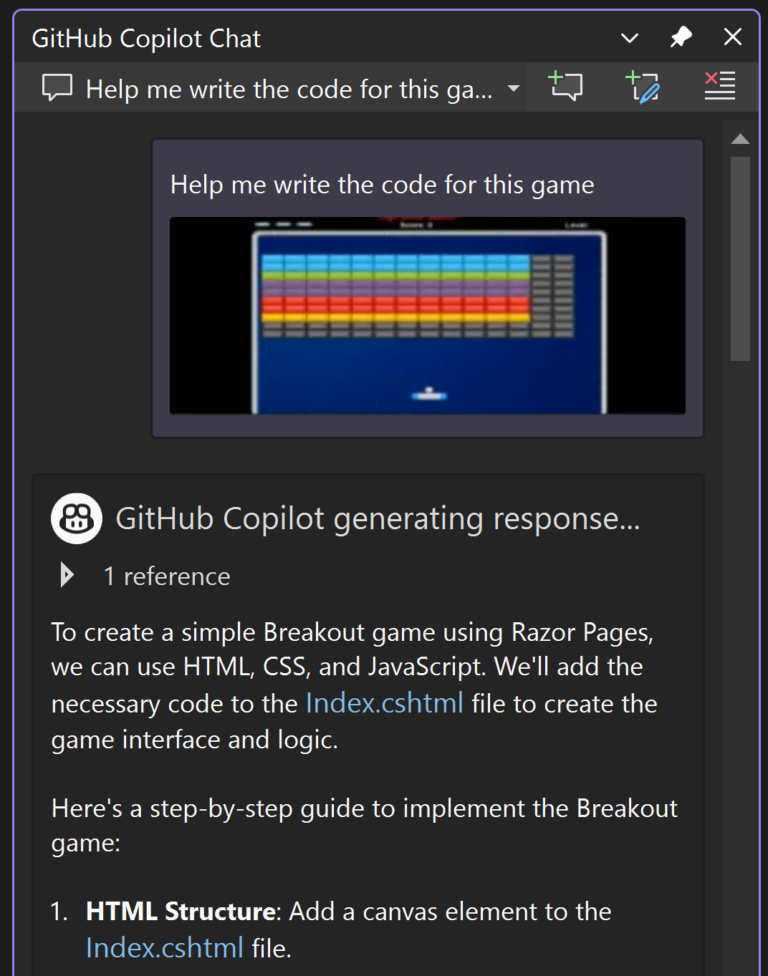 GitHub Copilot Chat
Help me write the code for this ga...
Help me write the code for this game
Score: 0 Level:
GitHub Copilot generating response...
1 reference
To create a simple Breakout game using Razor Pages,
we can use HTML, CSS, and JavaScript. We'll add the
necessary code to the Index.cshtml file to create the
game interface and logic.
Here's a step-by-step guide to implement the Breakout
game:
1. HTML Structure: Add a canvas element to the
Index.cshtml file.